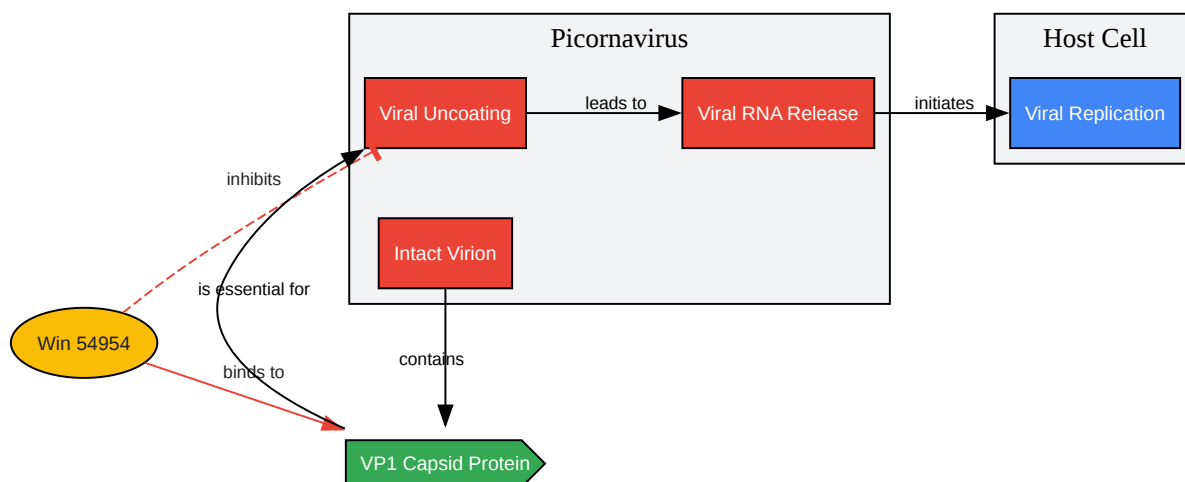 Picornavirus
Host Cell
Viral Uncoating
leads to
Viral RNA Release
initiates
Viral Replication
inhibits
Intact Virion
is essential for
Win 54954
contains
binds to
VP1 Capsid Protein